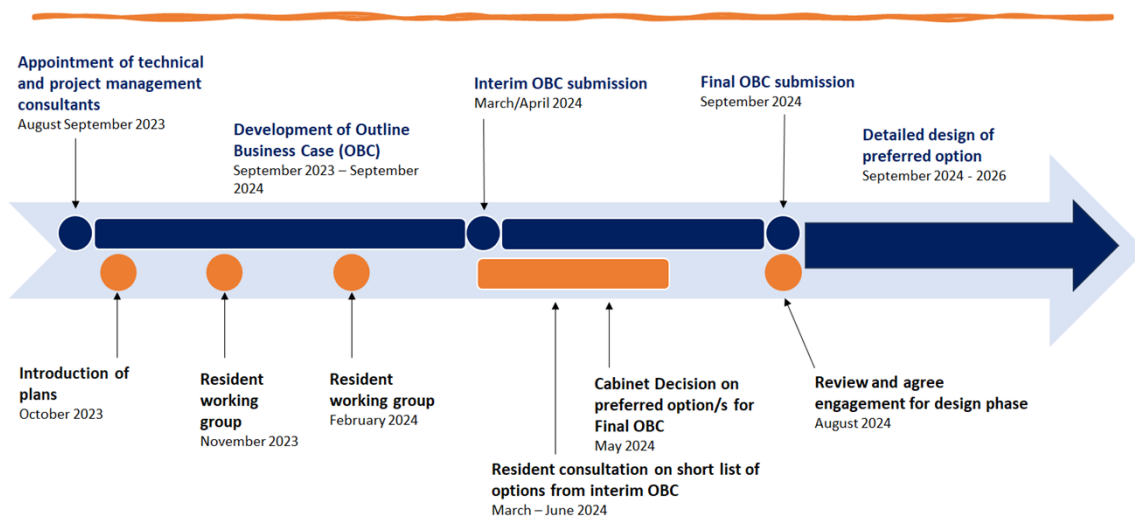 Appointment of technical
and project management
consultants
August September 2023
Development of Outline
Business Case (OBC)
September 2023 – September
2024
Interim OBC submission
March/April 2024
Final OBC submission
September 2024
Detailed design of
preferred option
September 2024 - 2026
Introduction of
plans
October 2023
Resident
working
group
November 2023
Resident
working group
February 2024
Resident consultation on short list of
options from interim OBC
March – June 2024
Cabinet Decision on
preferred option/s for
Final OBC
May 2024
Review and agree
engagement for design phase
August 2024